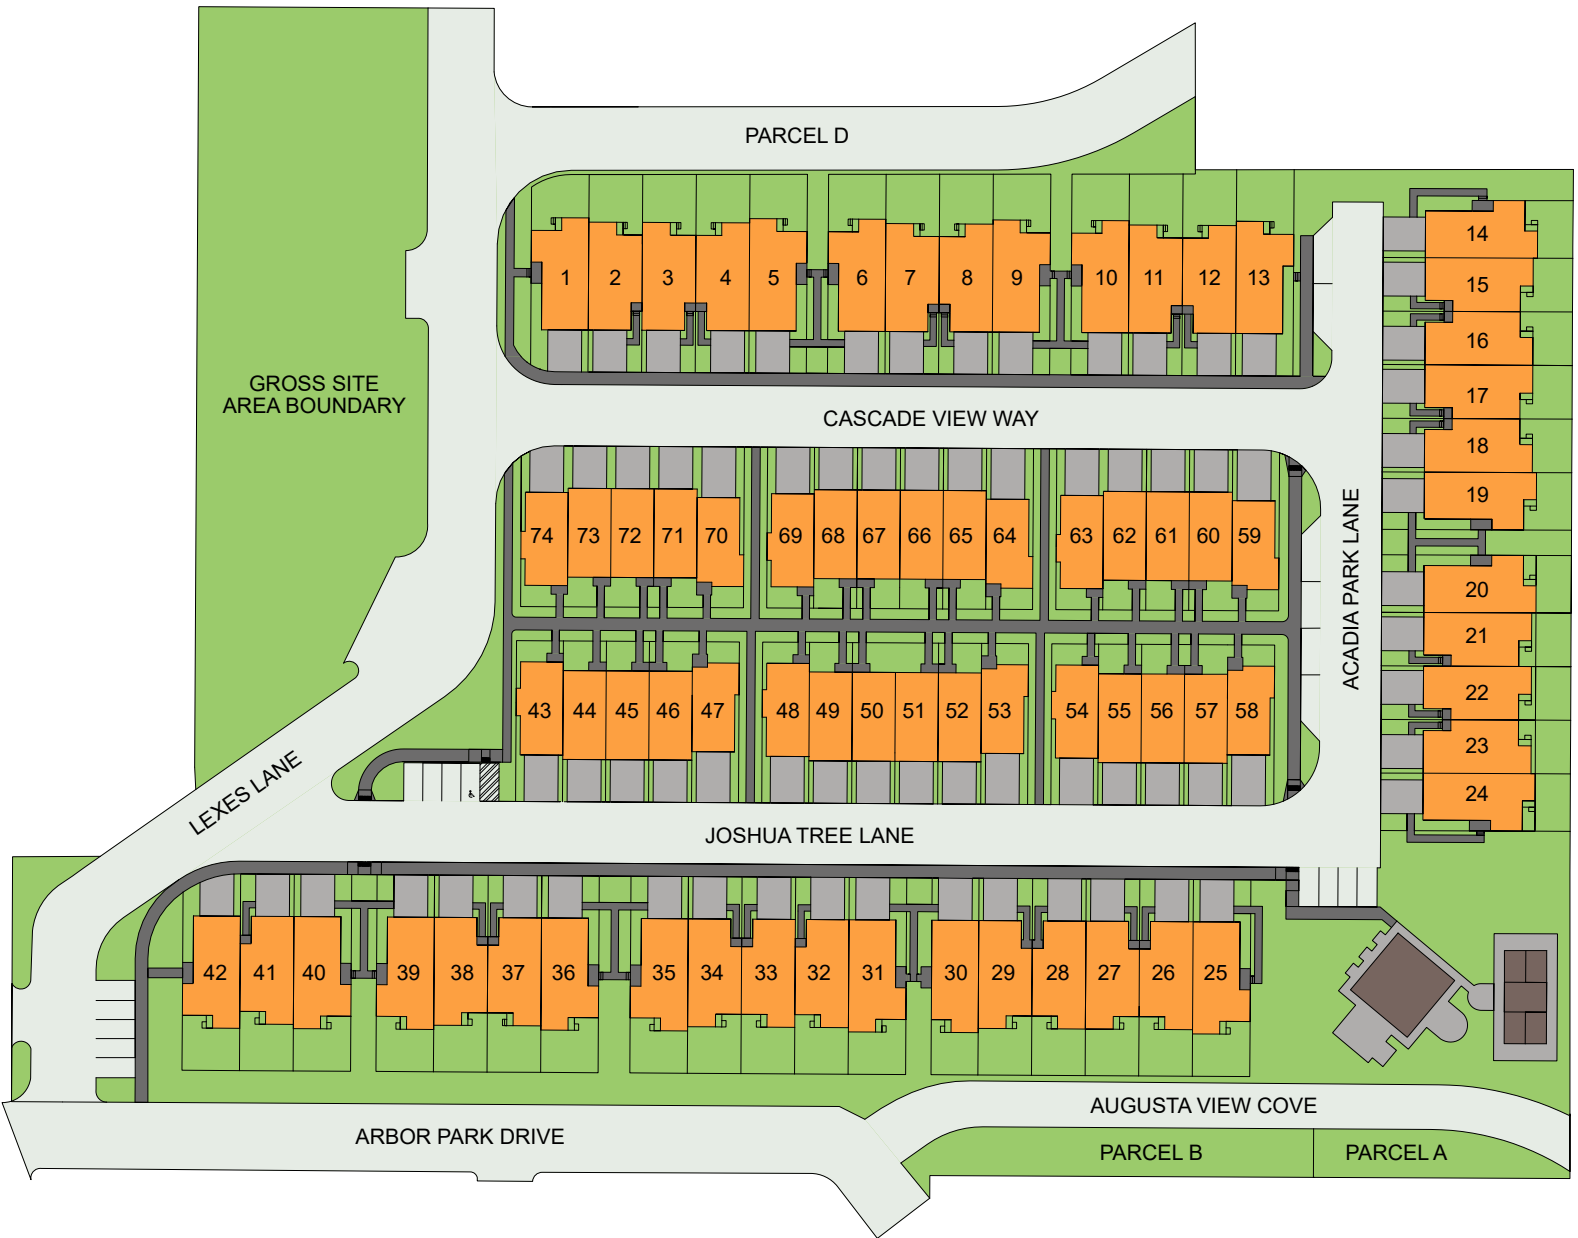 PARCEL D
1 2 3 4 5 6 7 8 9 10 11 12 13
14
15
16
17
18
19
20
21
22
23
24
GROSS SITE
AREA BOUNDARY
CASCADE VIEW WAY
74 73 72 71 70 69 68 67 66 65 64 63 62 61 60 59
ACADIA PARK LANE
43 44 45 46 47 48 49 50 51 52 53 54 55 56 57 58
LEXES LANE
JOSHUA TREE LANE
42 41 40 39 38 37 36 35 34 33 32 31 30 29 28 27 26 25
AUGUSTA VIEW COVE
ARBOR PARK DRIVE
PARCEL B
PARCEL A